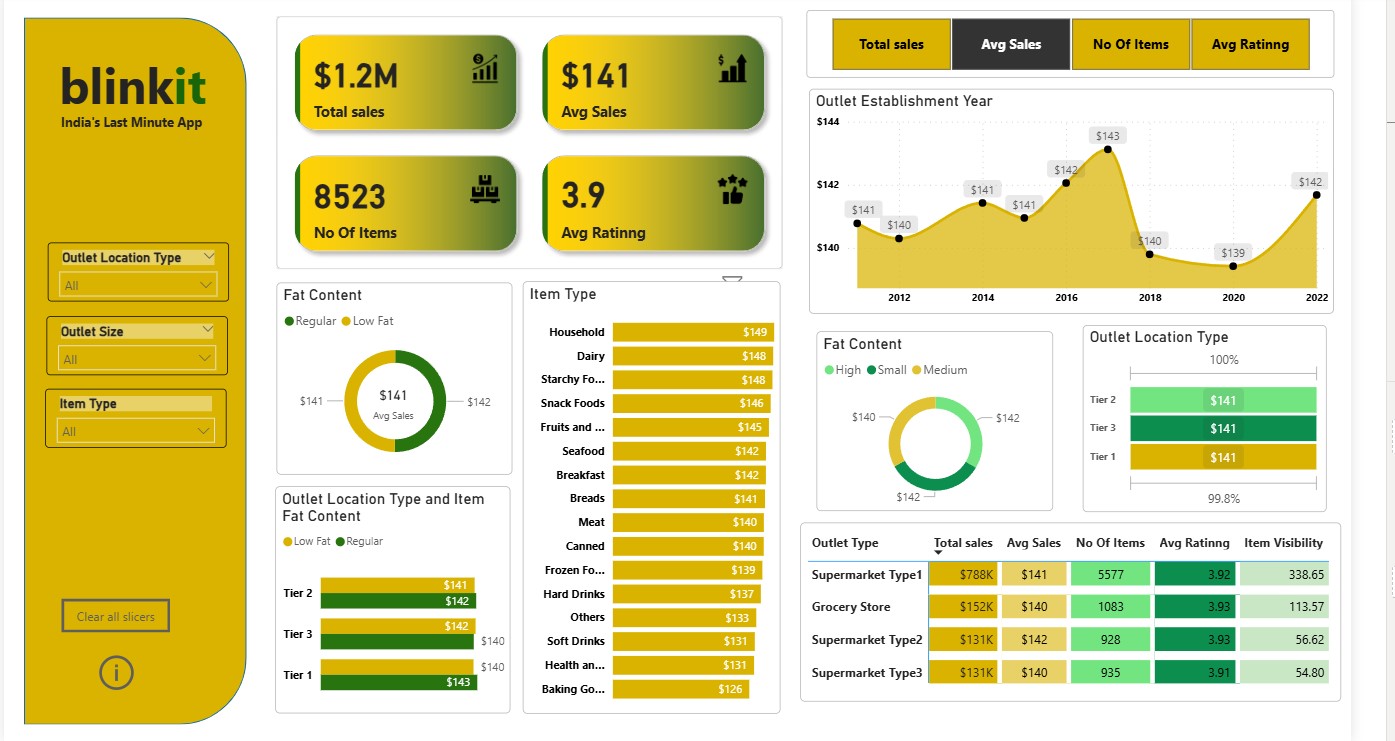 blinkit
India's Last Minute App
Outlet Location Type
All
Outlet Size
All
Item Type
All
Clear all slicers
$1.2M
Total sales
$141
Avg Sales
8523
No Of Items
3.9
Avg Ratinng
Total sales
Avg Sales
No Of Items
Avg Ratinng
Outlet Establishment Year
$144
$142
$140
$141
$140
$141
$141
$142
$143
$140
$139
$142
2012
2014
2016
2018
2020
2022
Fat Content
Regular
Low Fat
$141
$141
Avg Sales
$142
Outlet Location Type and Item
Fat Content
Low Fat
Regular
Tier 2
$141
$142
Tier 3
$142
$140
Tier 1
$140
$143
Item Type
Household $149
Dairy $148
Starchy Fo... $148
Snack Foods $146
Fruits and ... $145
Seafood $142
Breakfast $142
Breads $141
Meat $140
Canned $140
Frozen Fo... $139
Hard Drinks $137
Others $133
Soft Drinks $131
Health an... $131
Baking Go... $126
Fat Content
High
Small
Medium
$140
$142
$142
Outlet Location Type
100%
Tier 2 $141
Tier 3 $141
Tier 1 $141
99.8%
Outlet Type Total sales Avg Sales No Of Items Avg Ratinng Item Visibility
Supermarket Type1 $788K $141 5577 3.92 338.65
Grocery Store $152K $140 1083 3.93 113.57
Supermarket Type2 $131K $142 928 3.93 56.62
Supermarket Type3 $131K $140 935 3.91 54.80